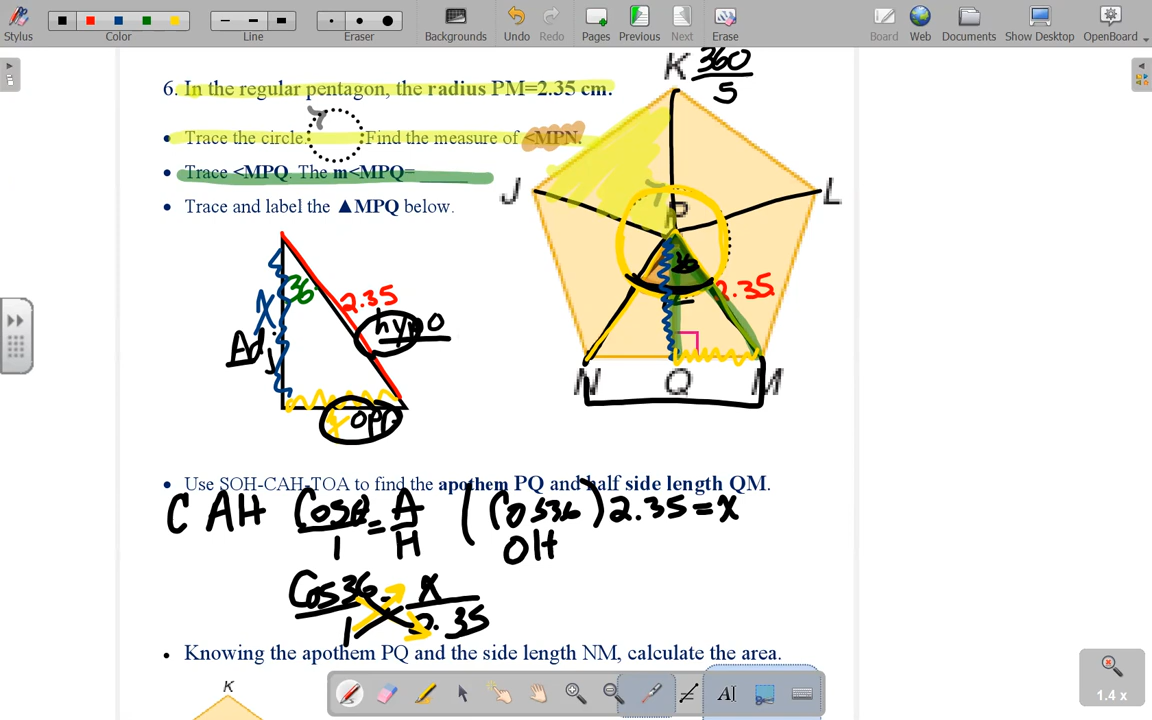 Stylus Color Line Eraser Backgrounds Undo Redo Pages Previous Next Erase Board Web Documents Show Desktop OpenBoard
6. In the regular pentagon, the radius PM=2.35 cm.
K 360
5
• Trace the circle. Find the measure of <MPN.
• Trace <MPQ. The m<MPQ=______
J L
• Trace and label the ▲MPQ below.
P
36 2.35 2.35
X hypo
Adj
N Q M
x opp
• Use SOH-CAH-TOA to find the apothem PQ and half side length QM.
CAH Cosθ = A (Cos36)2.35=x
1 H OH
Cos36 = x
1 2.35
• Knowing the apothem PQ and the side length NM, calculate the area.
K
1.4 x